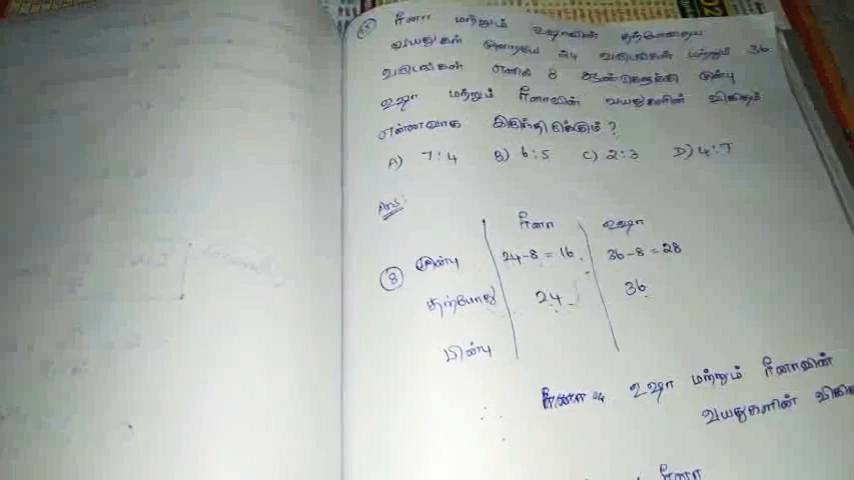 ரீனா மற்றும் உஷாவின் தற்போதைய
வயதுகள் முறையே 24 வருடங்கள் மற்றும் 36
வருடங்கள் எனில் 8 ஆண்டுகளுக்கு முன்பு
உஷா மற்றும் ரீனாவின் வயதுகளின் விகிதம்
என்னவாக இருந்திருக்கும்?
A) 7:4 B) 6:5 C) 2:3 D) 4:7
Ans:
ரீனா உஷா
8 முன்பு 24-8=16 36-8=28
தற்போது 24 36
பின்பு
உஷா மற்றும் ரீனாவின்
வயதுகளின்
ரீனா